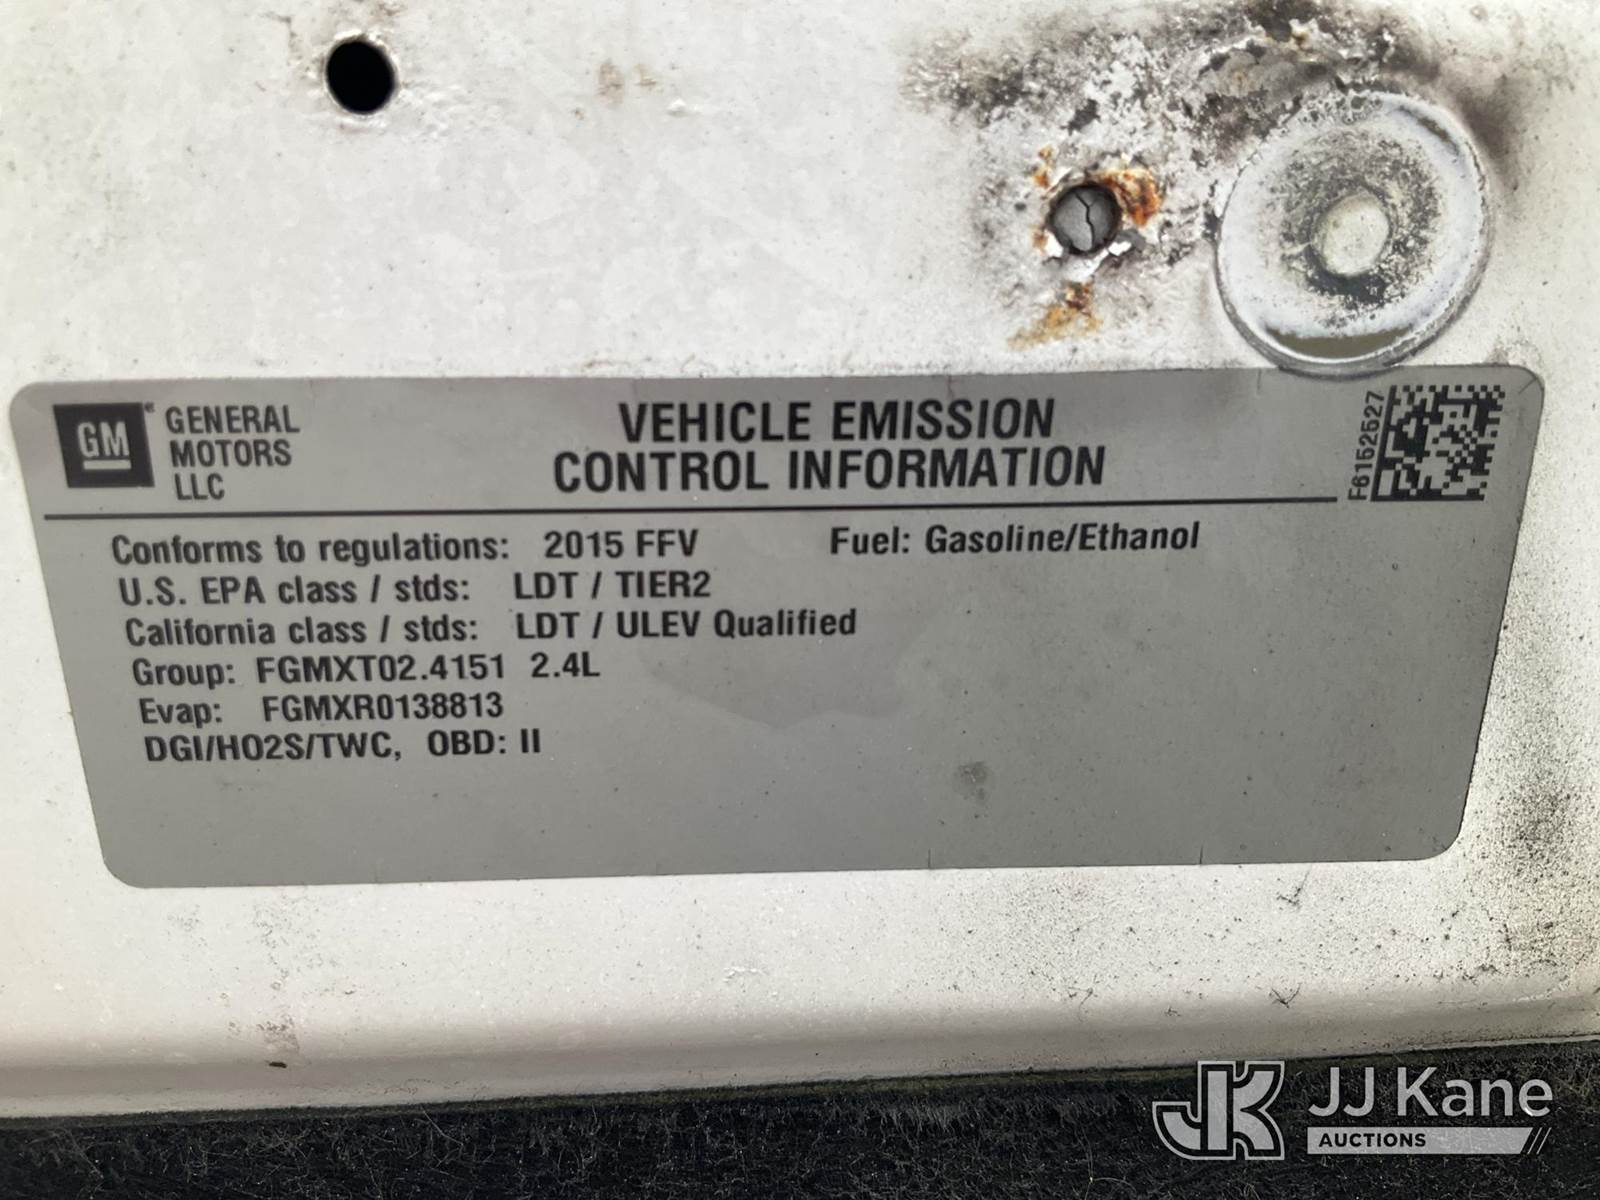 GM
GENERAL
MOTORS
LLC
VEHICLE EMISSION
CONTROL INFORMATION
F6152527
Conforms to regulations: 2015 FFV Fuel: Gasoline/Ethanol
U.S. EPA class / stds: LDT / TIER2
California class / stds: LDT / ULEV Qualified
Group: FGMXT02.4151 2.4L
Evap: FGMXR0138813
DGI/HO2S/TWC, OBD: II
JK
JJ Kane
AUCTIONS